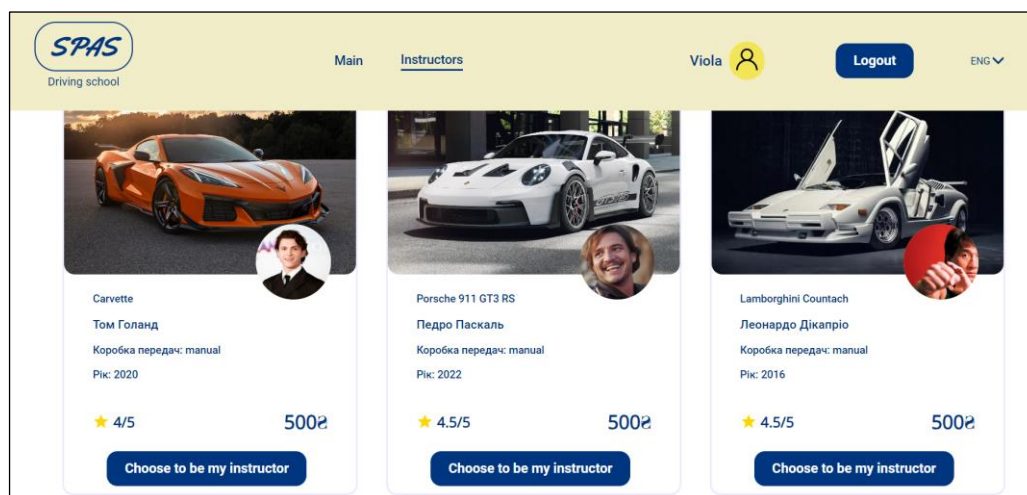 SPAS
Driving school
Main
Instructors
Viola
Logout
ENG
Carvette
Том Голанд
Коробка передач: manual
Рік: 2020
4/5
500₴
Choose to be my instructor
Porsche 911 GT3 RS
Педро Паскаль
Коробка передач: manual
Рік: 2022
4.5/5
500₴
Choose to be my instructor
Lamborghini Countach
Леонардо Дікапріо
Коробка передач: manual
Рік: 2016
4.5/5
500₴
Choose to be my instructor